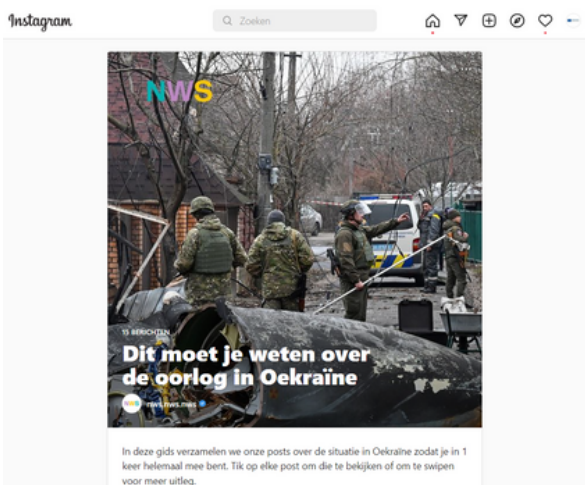 Instagram
Zoeken
NWS
15 BERICHTEN
Dit moet je weten over
de oorlog in Oekraïne
NWS nws.nws.nws
In deze gids verzamelen we onze posts over de situatie in Oekraïne zodat je in 1
keer helemaal mee bent. Tik op elke post om die te bekijken of om te swipen
voor meer uitleg.